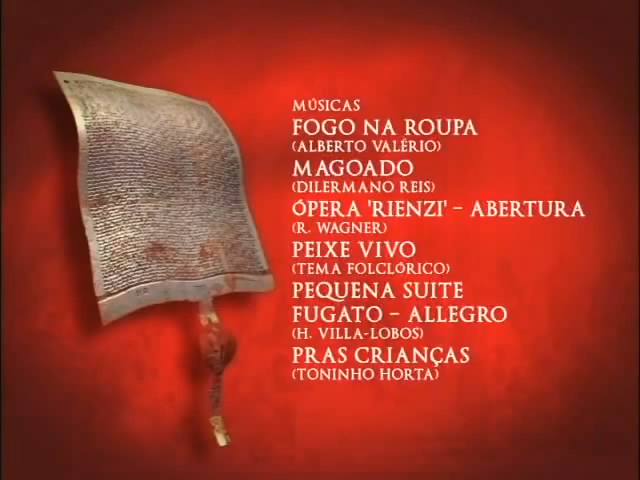 MÚSICAS
FOGO NA ROUPA
(ALBERTO VALÉRIO)
MAGOADO
(DILERMANO REIS)
ÓPERA 'RIENZI' – ABERTURA
(R. WAGNER)
PEIXE VIVO
(TEMA FOLCLÓRICO)
PEQUENA SUITE
FUGATO – ALLEGRO
(H. VILLA-LOBOS)
PRAS CRIANÇAS
(TONINHO HORTA)